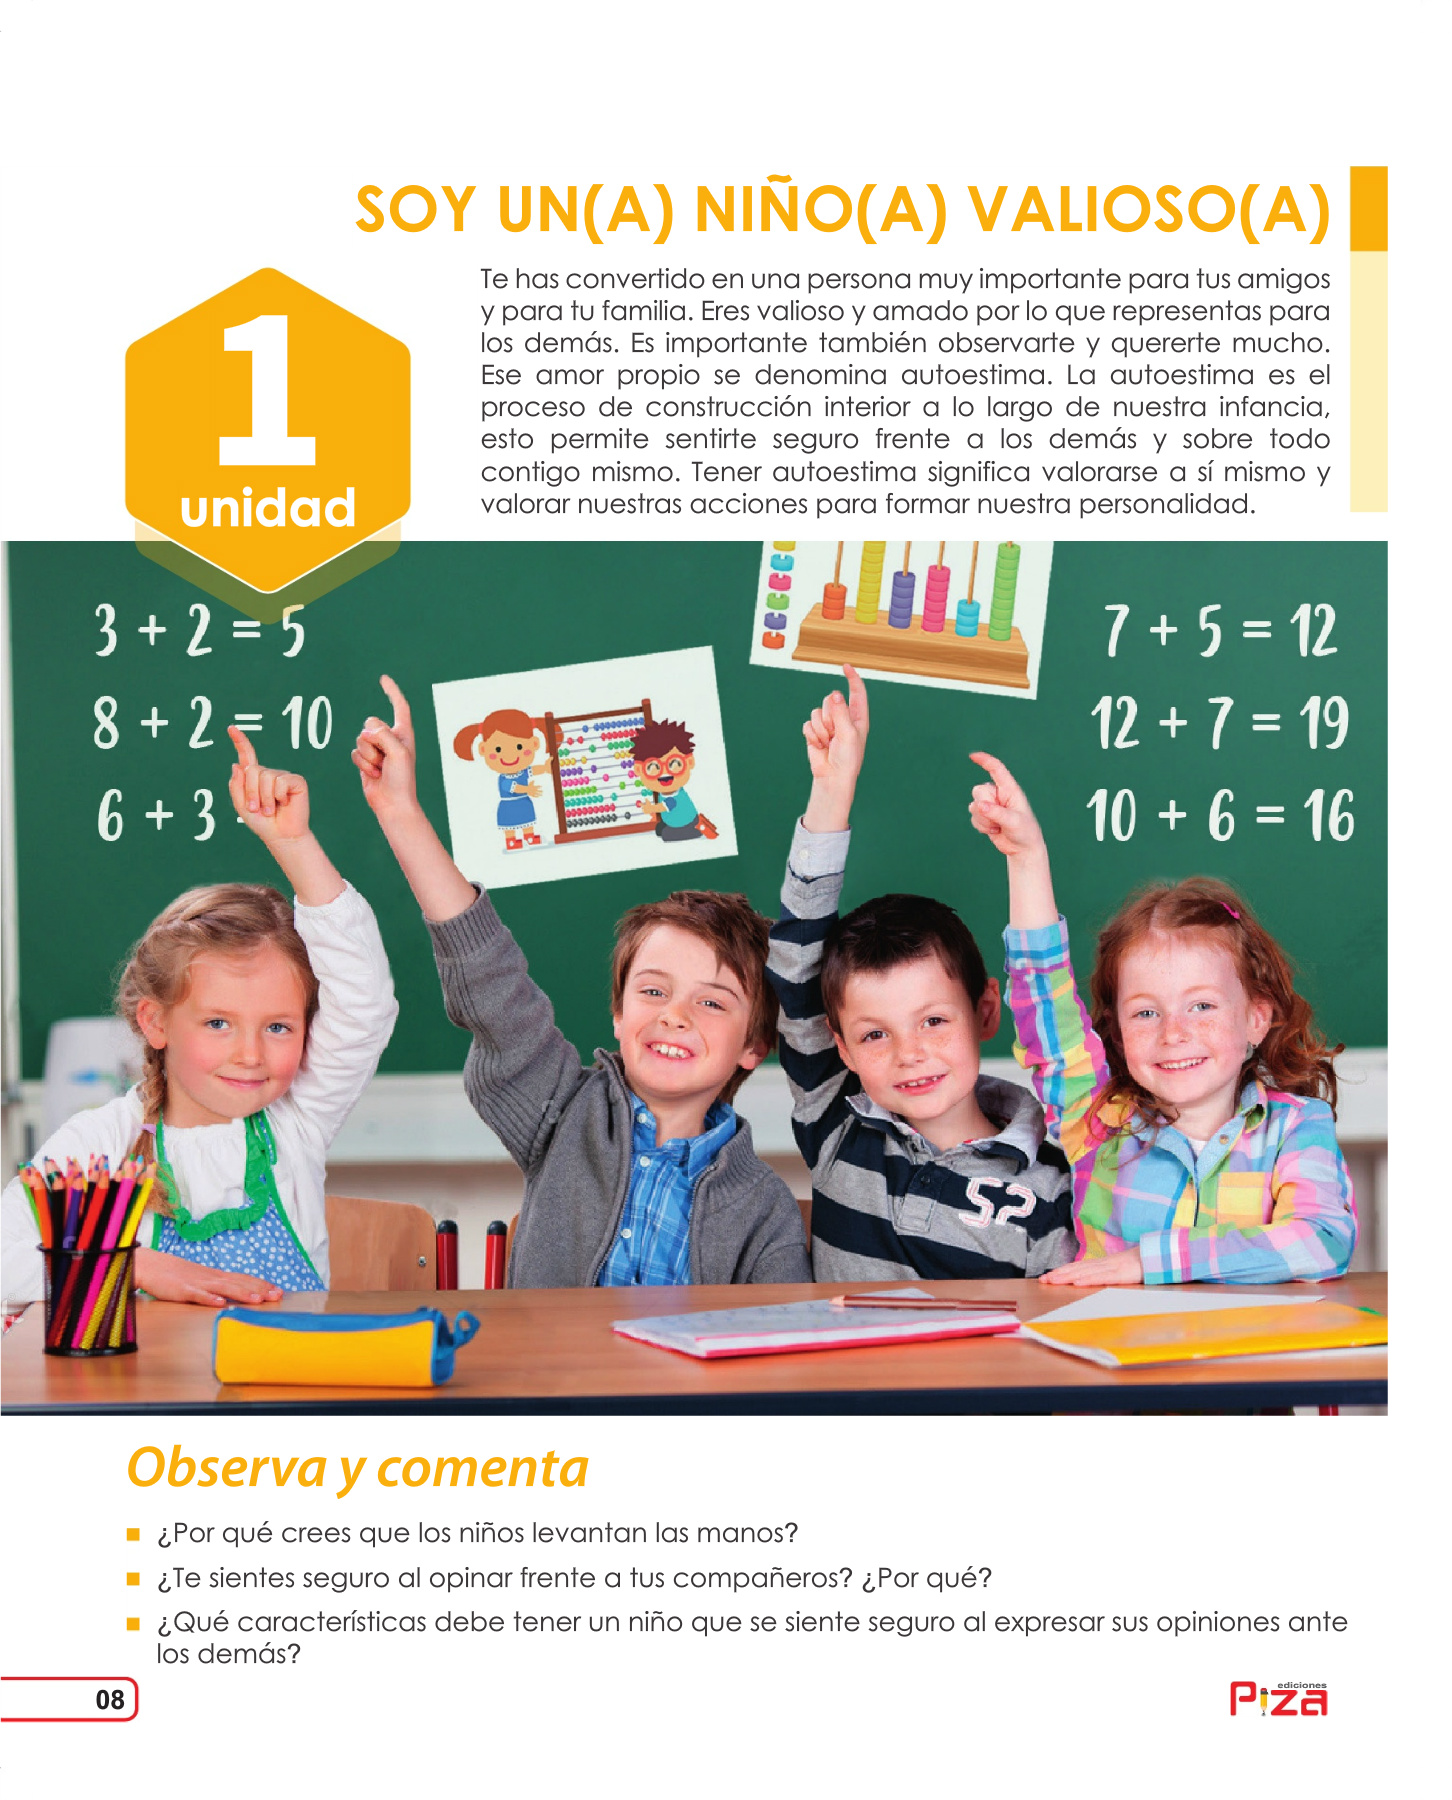 SOY UN(A) NIÑO(A) VALIOSO(A)
1
unidad
Te has convertido en una persona muy importante para tus amigos
y para tu familia. Eres valioso y amado por lo que representas para
los demás. Es importante también observarte y quererte mucho.
Ese amor propio se denomina autoestima. La autoestima es el
proceso de construcción interior a lo largo de nuestra infancia,
esto permite sentirte seguro frente a los demás y sobre todo
contigo mismo. Tener autoestima significa valorarse a sí mismo y
valorar nuestras acciones para formar nuestra personalidad.
3 + 2 = 5
8 + 2 = 10
6 + 3
7 + 5 = 12
12 + 7 = 19
10 + 6 = 16
52
Observa y comenta
¿Por qué crees que los niños levantan las manos?
¿Te sientes seguro al opinar frente a tus compañeros? ¿Por qué?
¿Qué características debe tener un niño que se siente seguro al expresar sus opiniones ante
los demás?
08
ediciones
Piza